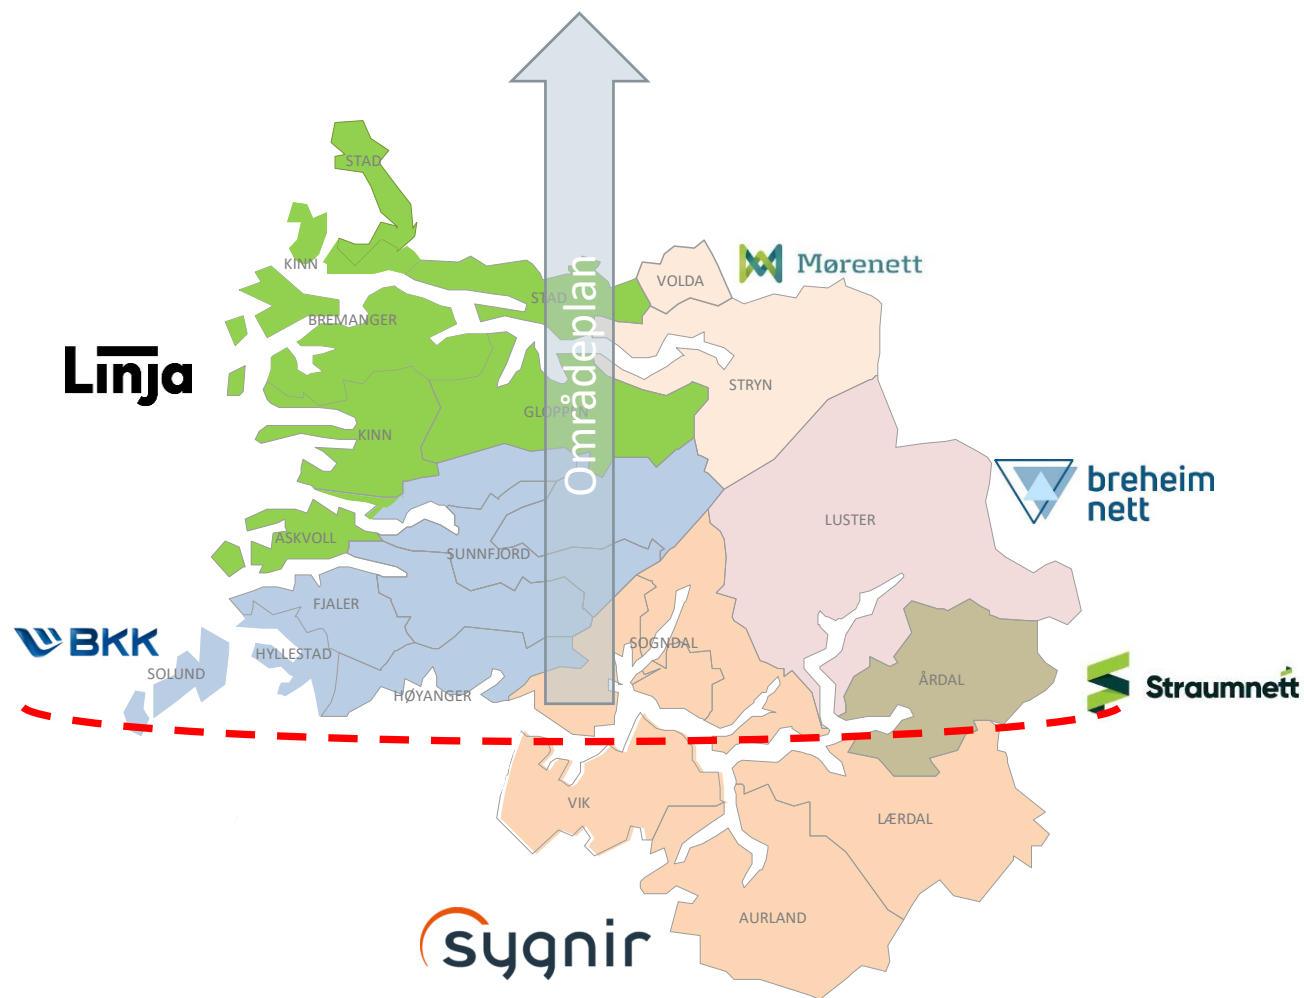 STAD
KINN
VOLDA
Mørenett
STAD
BREMANGER
Linja
STRYN
GLOPPEN
KINN
Områdeplan
breheim
nett
LUSTER
ASKVOLL
SUNNFJORD
FJALER
BKK
HYLLESTAD
SOGNDAL
SOLUND
ÅRDAL
HØYANGER
Straumnett
VIK
LÆRDAL
AURLAND
sygnir